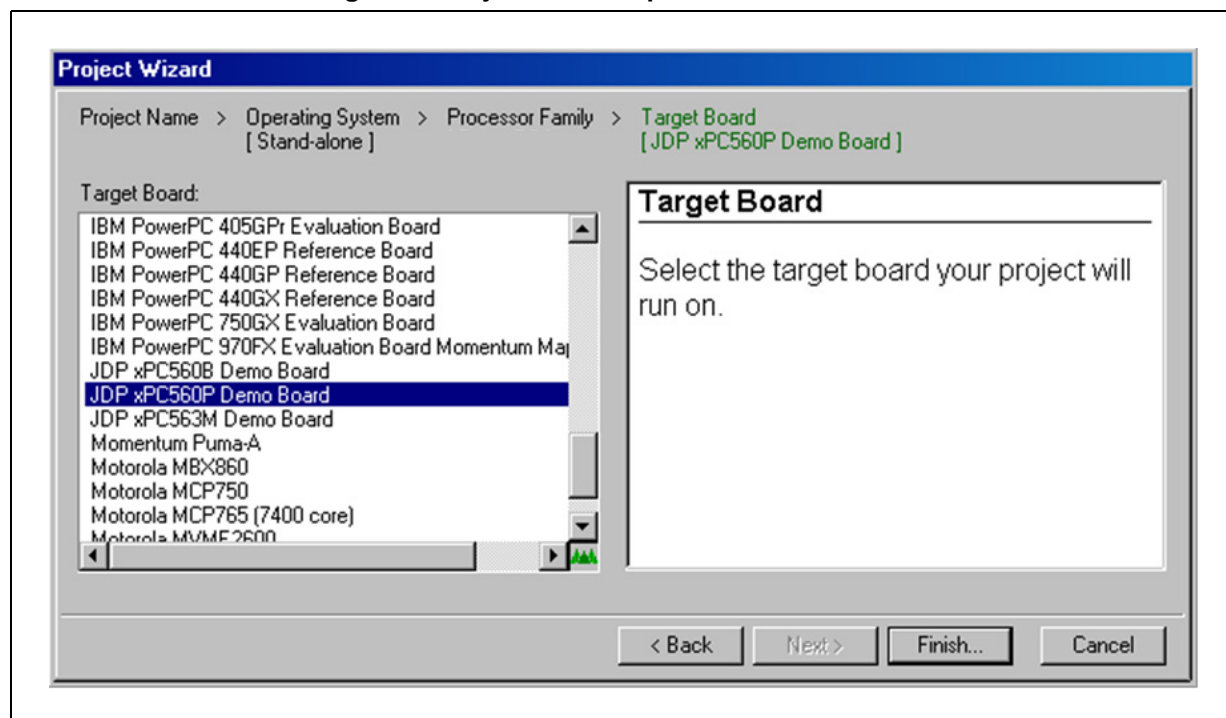 Project Wizard
Project Name > Operating System > Processor Family > Target Board
[ Stand-alone ] [ JDP xPC560P Demo Board ]
Target Board:
IBM PowerPC 405GPr Evaluation Board
IBM PowerPC 440EP Reference Board
IBM PowerPC 440GP Reference Board
IBM PowerPC 440GX Reference Board
IBM PowerPC 750GX Evaluation Board
IBM PowerPC 970FX Evaluation Board Momentum Ma
JDP xPC560B Demo Board
JDP xPC560P Demo Board
JDP xPC563M Demo Board
Momentum Puma-A
Motorola MBX860
Motorola MCP750
Motorola MCP765 (7400 core)
Motorola MVME2600
Target Board
Select the target board your project will
run on.
< Back Next > Finish... Cancel